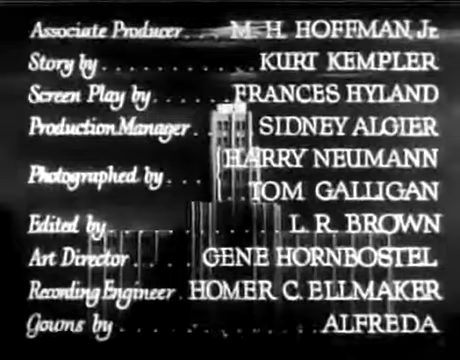 Associate Producer.... M. H. HOFFMAN, Jr.
Story by.............. KURT KEMPLER
Screen Play by...... FRANCES HYLAND
Production Manager.... SIDNEY ALGIER
Photographed by.... HARRY NEUMANN
TOM GALLIGAN
Edited by.............. L. R. BROWN
Art Director..... GENE HORNBOSTEL
Recording Engineer. HOMER C. ELLMAKER
Gowns by.............. ALFREDA